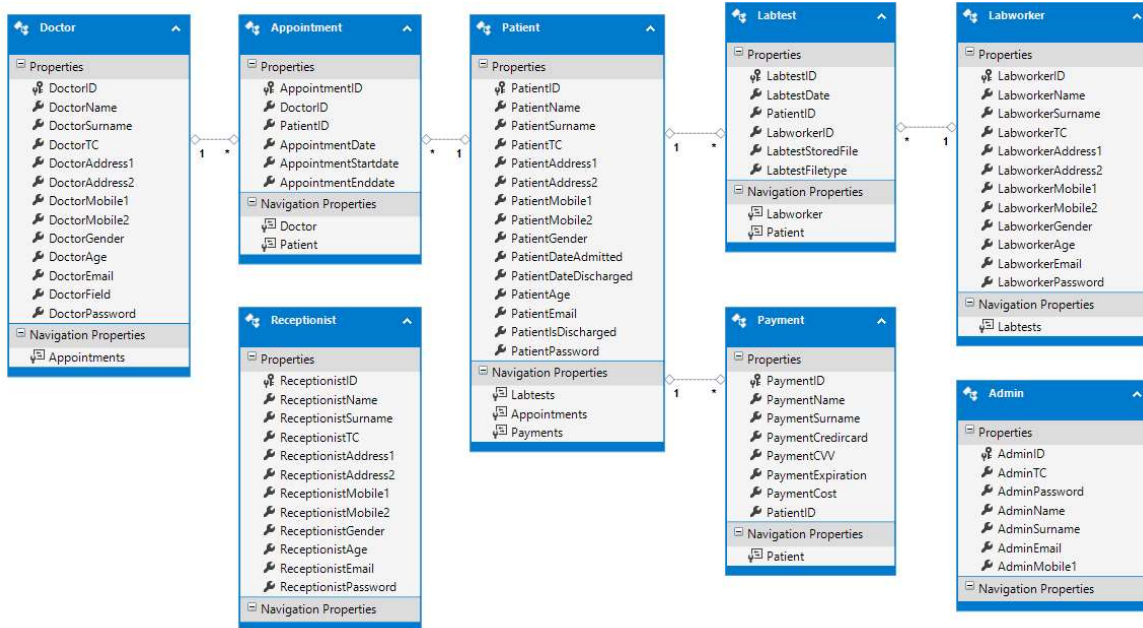 Doctor
Properties
DoctorID
DoctorName
DoctorSurname
DoctorTC
DoctorAddress1
DoctorAddress2
DoctorMobile1
DoctorMobile2
DoctorGender
DoctorAge
DoctorEmail
DoctorField
DoctorPassword
Navigation Properties
Appointments
1 *
Appointment
Properties
AppointmentID
DoctorID
PatientID
AppointmentDate
AppointmentStartdate
AppointmentEnddate
Navigation Properties
Doctor
Patient
* 1
Patient
Properties
PatientID
PatientName
PatientSurname
PatientTC
PatientAddress1
PatientAddress2
PatientMobile1
PatientMobile2
PatientGender
PatientDateAdmitted
PatientDateDischarged
PatientAge
PatientEmail
PatientIsDischarged
PatientPassword
Navigation Properties
Labtests
Appointments
Payments
1 *
Labtest
Properties
LabtestID
LabtestDate
PatientID
LabworkerID
LabtestStoredFile
LabtestFiletype
Navigation Properties
Labworker
Patient
* 1
Labworker
Properties
LabworkerID
LabworkerName
LabworkerSurname
LabworkerTC
LabworkerAddress1
LabworkerAddress2
LabworkerMobile1
LabworkerMobile2
LabworkerGender
LabworkerAge
LabworkerEmail
LabworkerPassword
Navigation Properties
Labtests
Receptionist
Properties
ReceptionistID
ReceptionistName
ReceptionistSurname
ReceptionistTC
ReceptionistAddress1
ReceptionistAddress2
ReceptionistMobile1
ReceptionistMobile2
ReceptionistGender
ReceptionistAge
ReceptionistEmail
ReceptionistPassword
Navigation Properties
1 *
Payment
Properties
PaymentID
PaymentName
PaymentSurname
PaymentCredircard
PaymentCVV
PaymentExpiration
PaymentCost
PatientID
Navigation Properties
Patient
Admin
Properties
AdminID
AdminTC
AdminPassword
AdminName
AdminSurname
AdminEmail
AdminMobile1
Navigation Properties